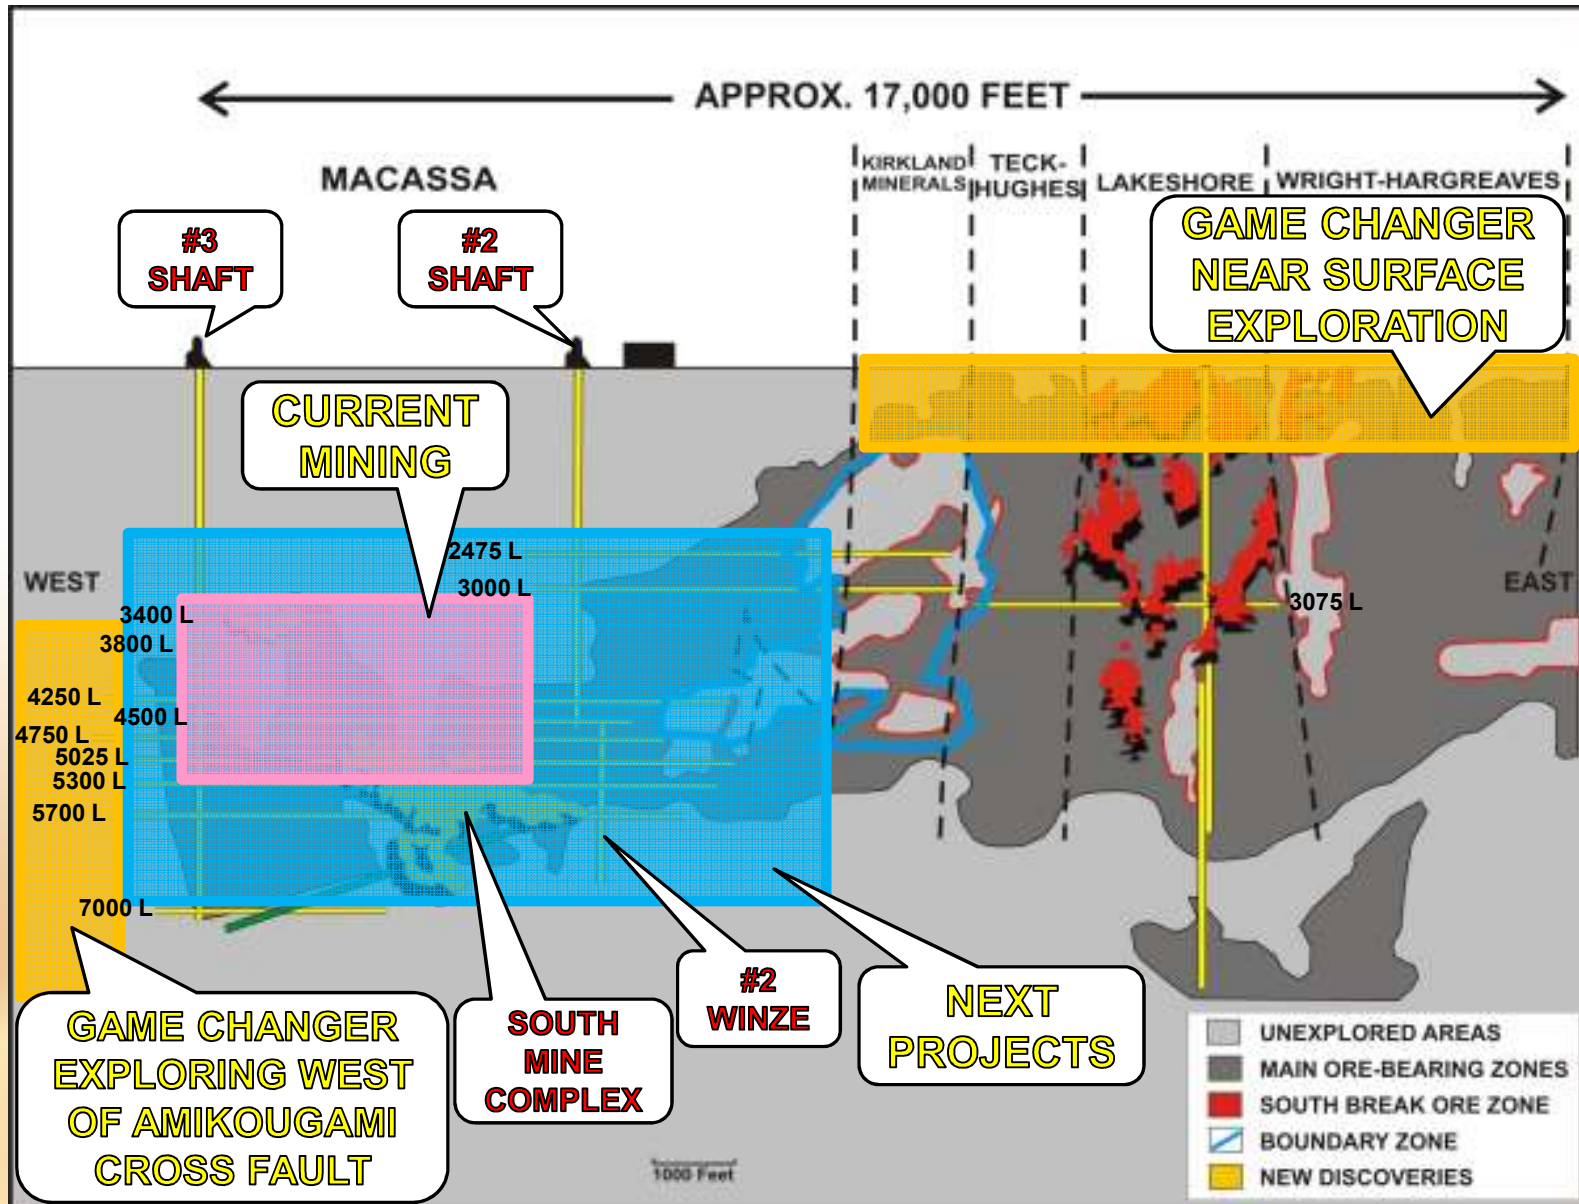 APPROX. 17,000 FEET
MACASSA
KIRKLAND
MINERALS
TECK-
HUGHES
LAKESHORE
WRIGHT-HARGREAVES
#3
SHAFT
#2
SHAFT
GAME CHANGER
NEAR SURFACE
EXPLORATION
CURRENT
MINING
WEST
EAST
2475 L
3000 L
3075 L
3400 L
3800 L
4250 L
4500 L
4750 L
5025 L
5300 L
5700 L
7000 L
GAME CHANGER
EXPLORING WEST
OF AMIKOUGAMI
CROSS FAULT
SOUTH
MINE
COMPLEX
#2
WINZE
NEXT
PROJECTS
1000 Feet
UNEXPLORED AREAS
MAIN ORE-BEARING ZONES
SOUTH BREAK ORE ZONE
BOUNDARY ZONE
NEW DISCOVERIES